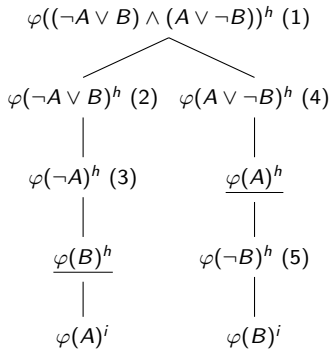 φ((¬A ∨ B) ∧ (A ∨ ¬B))ʰ (1)
φ(¬A ∨ B)ʰ (2) φ(A ∨ ¬B)ʰ (4)
φ(¬A)ʰ (3) φ(A)ʰ
φ(B)ʰ φ(¬B)ʰ (5)
φ(A)ⁱ φ(B)ⁱ